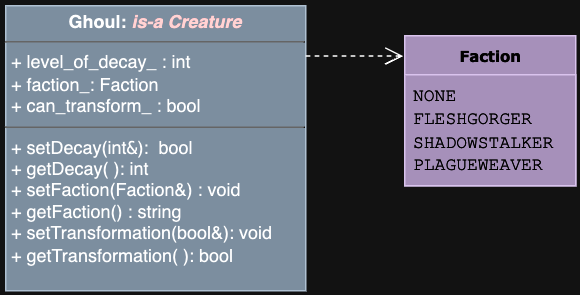 Ghoul: is-a Creature
+ level_of_decay_ : int
+ faction_: Faction
+ can_transform_ : bool
+ setDecay(int&): bool
+ getDecay( ): int
+ setFaction(Faction&) : void
+ getFaction() : string
+ setTransformation(bool&): void
+ getTransformation( ): bool
Faction
NONE
FLESHGORGER
SHADOWSTALKER
PLAGUEWEAVER